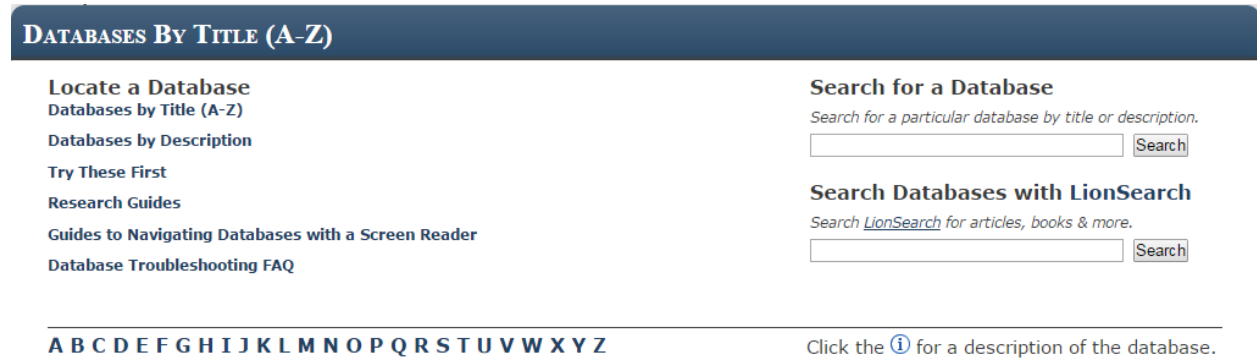 DATABASES BY TITLE (A-Z)
Locate a Database
Databases by Title (A-Z)
Databases by Description
Try These First
Research Guides
Guides to Navigating Databases with a Screen Reader
Database Troubleshooting FAQ
Search for a Database
Search for a particular database by title or description.
Search
Search Databases with LionSearch
Search LionSearch for articles, books & more.
Search
A B C D E F G H I J K L M N O P Q R S T U V W X Y Z
Click the i for a description of the database.